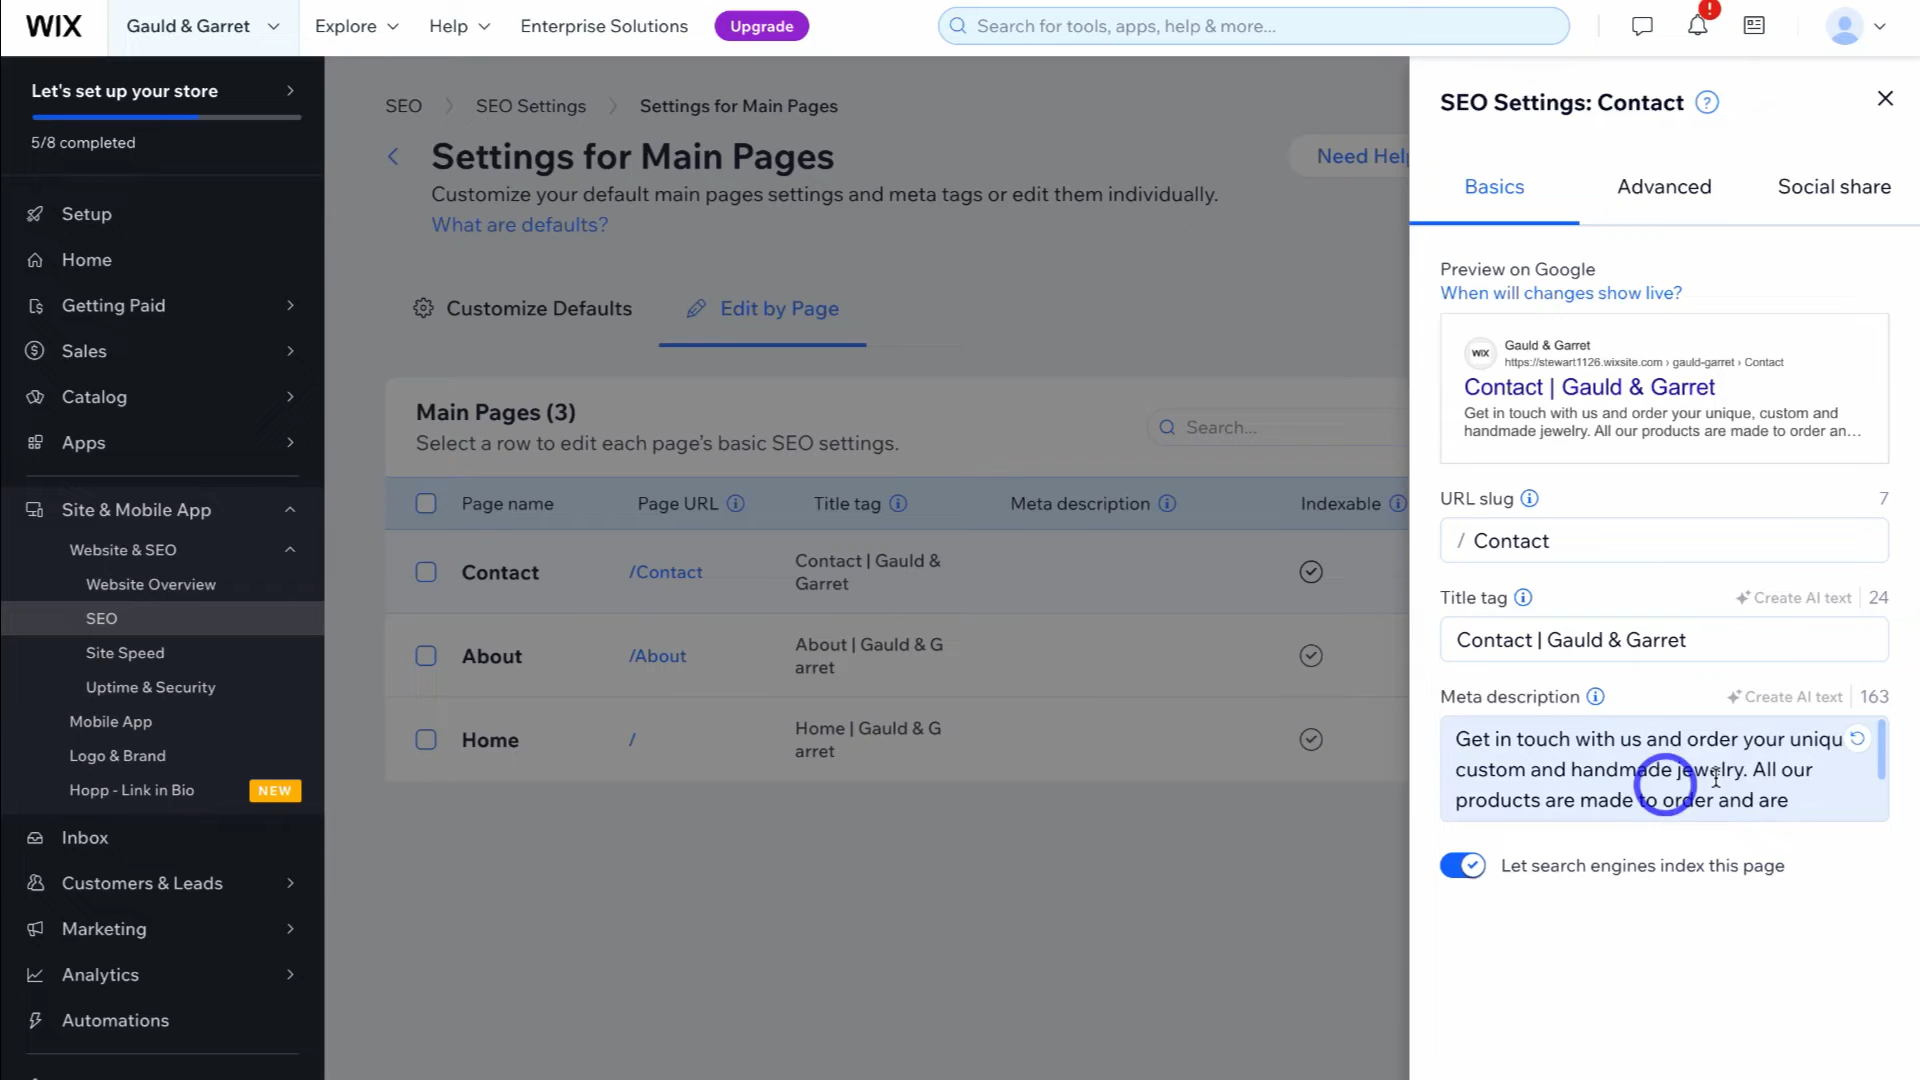 WIX
Gauld & Garret
Explore
Help
Enterprise Solutions
Upgrade
Search for tools, apps, help & more...
!
Let's set up your store
5/8 completed
Setup
Home
Getting Paid
Sales
Catalog
Apps
Site & Mobile App
Website & SEO
Website Overview
SEO
Site Speed
Uptime & Security
Mobile App
Logo & Brand
Hopp - Link in Bio
NEW
Inbox
Customers & Leads
Marketing
Analytics
Automations
SEO
SEO Settings
Settings for Main Pages
Settings for Main Pages
Need Help
Customize your default main pages settings and meta tags or edit them individually.
What are defaults?
Customize Defaults
Edit by Page
Main Pages (3)
Select a row to edit each page's basic SEO settings.
Search...
Page name Page URL Title tag Meta description Indexable
Contact /Contact Contact | Gauld &
Garret
About /About About | Gauld & G
arret
Home / Home | Gauld & G
arret
SEO Settings: Contact ?
Basics
Advanced
Social share
Preview on Google
When will changes show live?
WIX
Gauld & Garret
https://stewart1126.wixsite.com › gauld-garret › Contact
Contact | Gauld & Garret
Get in touch with us and order your unique, custom and
handmade jewelry. All our products are made to order an...
URL slug 7
/ Contact
Title tag Create AI text 24
Contact | Gauld & Garret
Meta description Create AI text 163
Get in touch with us and order your uniqu
custom and handmade jewelry. All our
products are made to order and are
Let search engines index this page